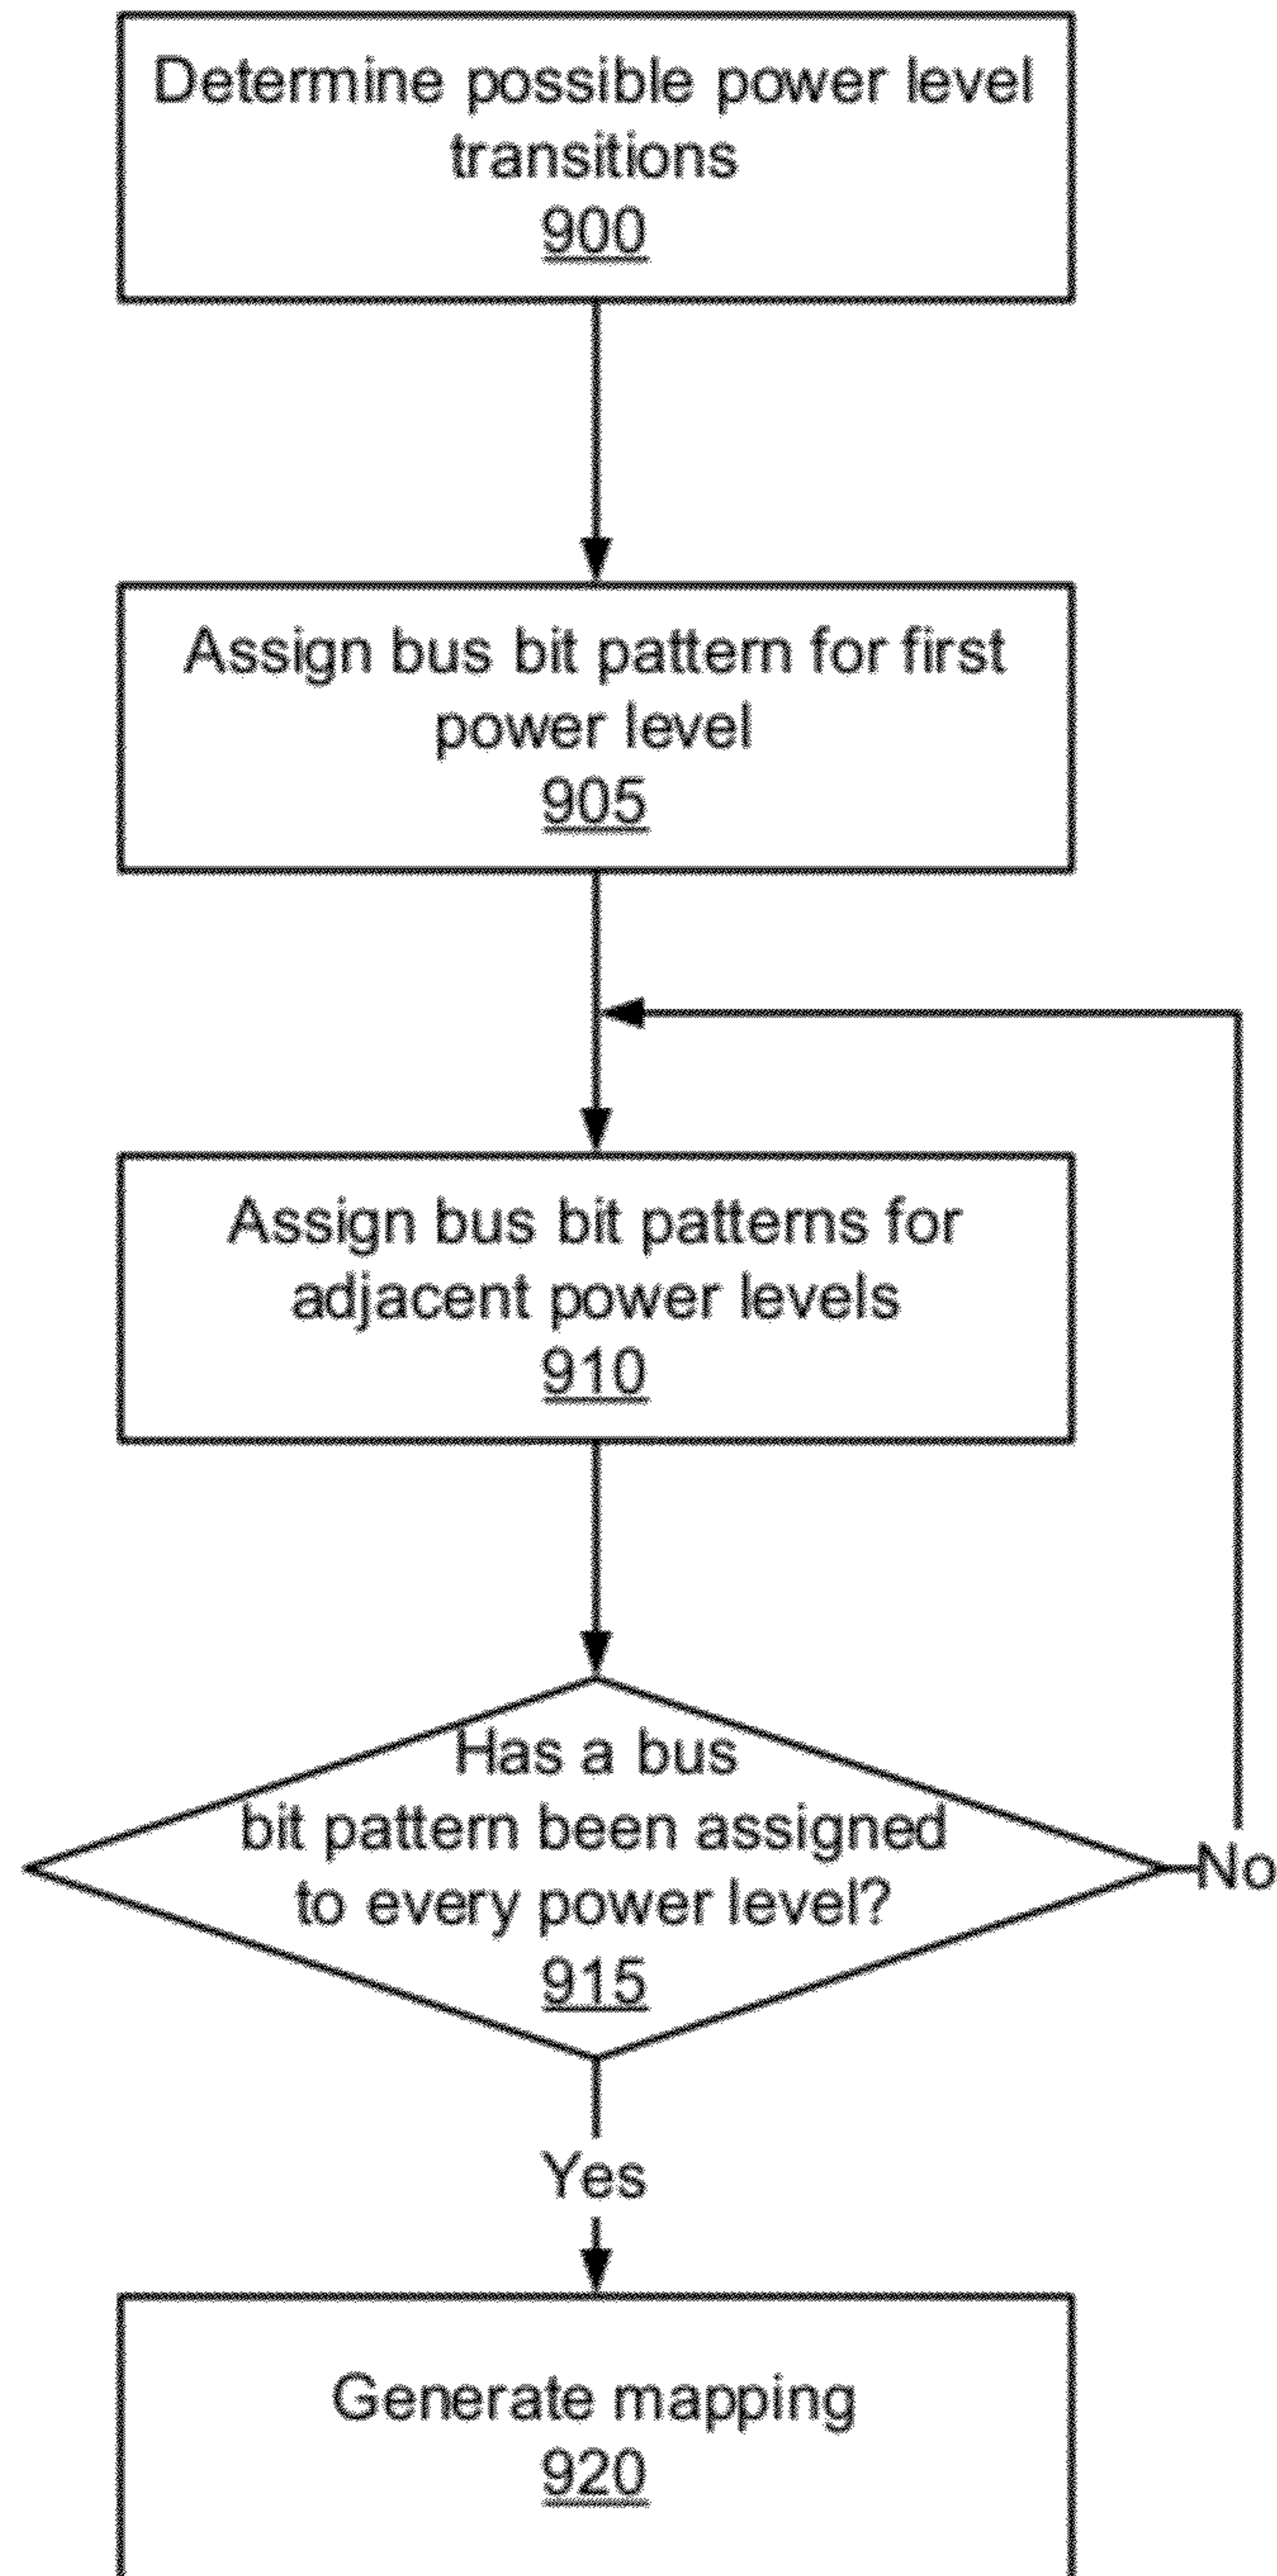 Determine possible power level
transitions
900
Assign bus bit pattern for first
power level
905
Assign bus bit patterns for
adjacent power levels
910
Has a bus
bit pattern been assigned
to every power level?
915
No
Yes
Generate mapping
920